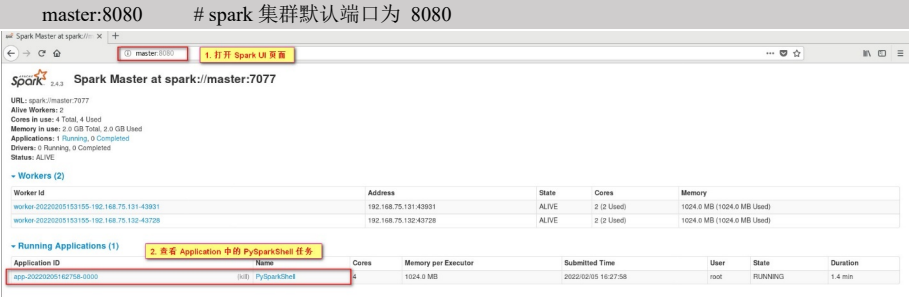 master:8080 # spark 集群默认端口为 8080
Spark Master at spark://m × +
master:8080
1. 打开 Spark UI 页面
Spark 2.4.3 Spark Master at spark://master:7077
URL: spark://master:7077
Alive Workers: 2
Cores in use: 4 Total, 4 Used
Memory in use: 2.0 GB Total, 2.0 GB Used
Applications: 1 Running, 0 Completed
Drivers: 0 Running, 0 Completed
Status: ALIVE
Workers (2)
Worker Id Address State Cores Memory
worker-20220205153155-192.168.75.131-43931 192.168.75.131:43931 ALIVE 2 (2 Used) 1024.0 MB (1024.0 MB Used)
worker-20220205153155-192.168.75.132-43728 192.168.75.132:43728 ALIVE 2 (2 Used) 1024.0 MB (1024.0 MB Used)
Running Applications (1)
2. 查看 Application 中的 PySparkShell 任务
Application ID Name Cores Memory per Executor Submitted Time User State Duration
app-20220205162758-0000 (kill) PySparkShell 4 1024.0 MB 2022/02/05 16:27:58 root RUNNING 1.4 min